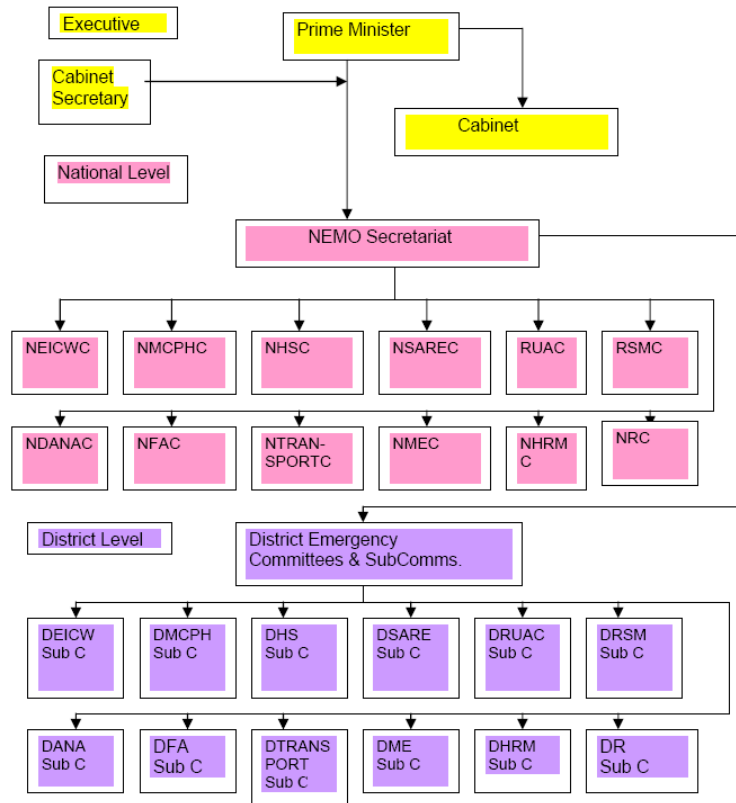 Executive
Prime Minister
Cabinet
Secretary
Cabinet
National Level
NEMO Secretariat
NEICWC
NMCPHC
NHSC
NSAREC
RUAC
RSMC
NDANAC
NFAC
NTRAN-
SPORTC
NMEC
NHRM
C
NRC
District Level
District Emergency
Committees & SubComms.
DEICW
Sub C
DMCPH
Sub C
DHS
Sub C
DSARE
Sub C
DRUAC
Sub C
DRSM
Sub C
DANA
Sub C
DFA
Sub C
DTRANS
PORT
Sub C
DME
Sub C
DHRM
Sub C
DR
Sub C